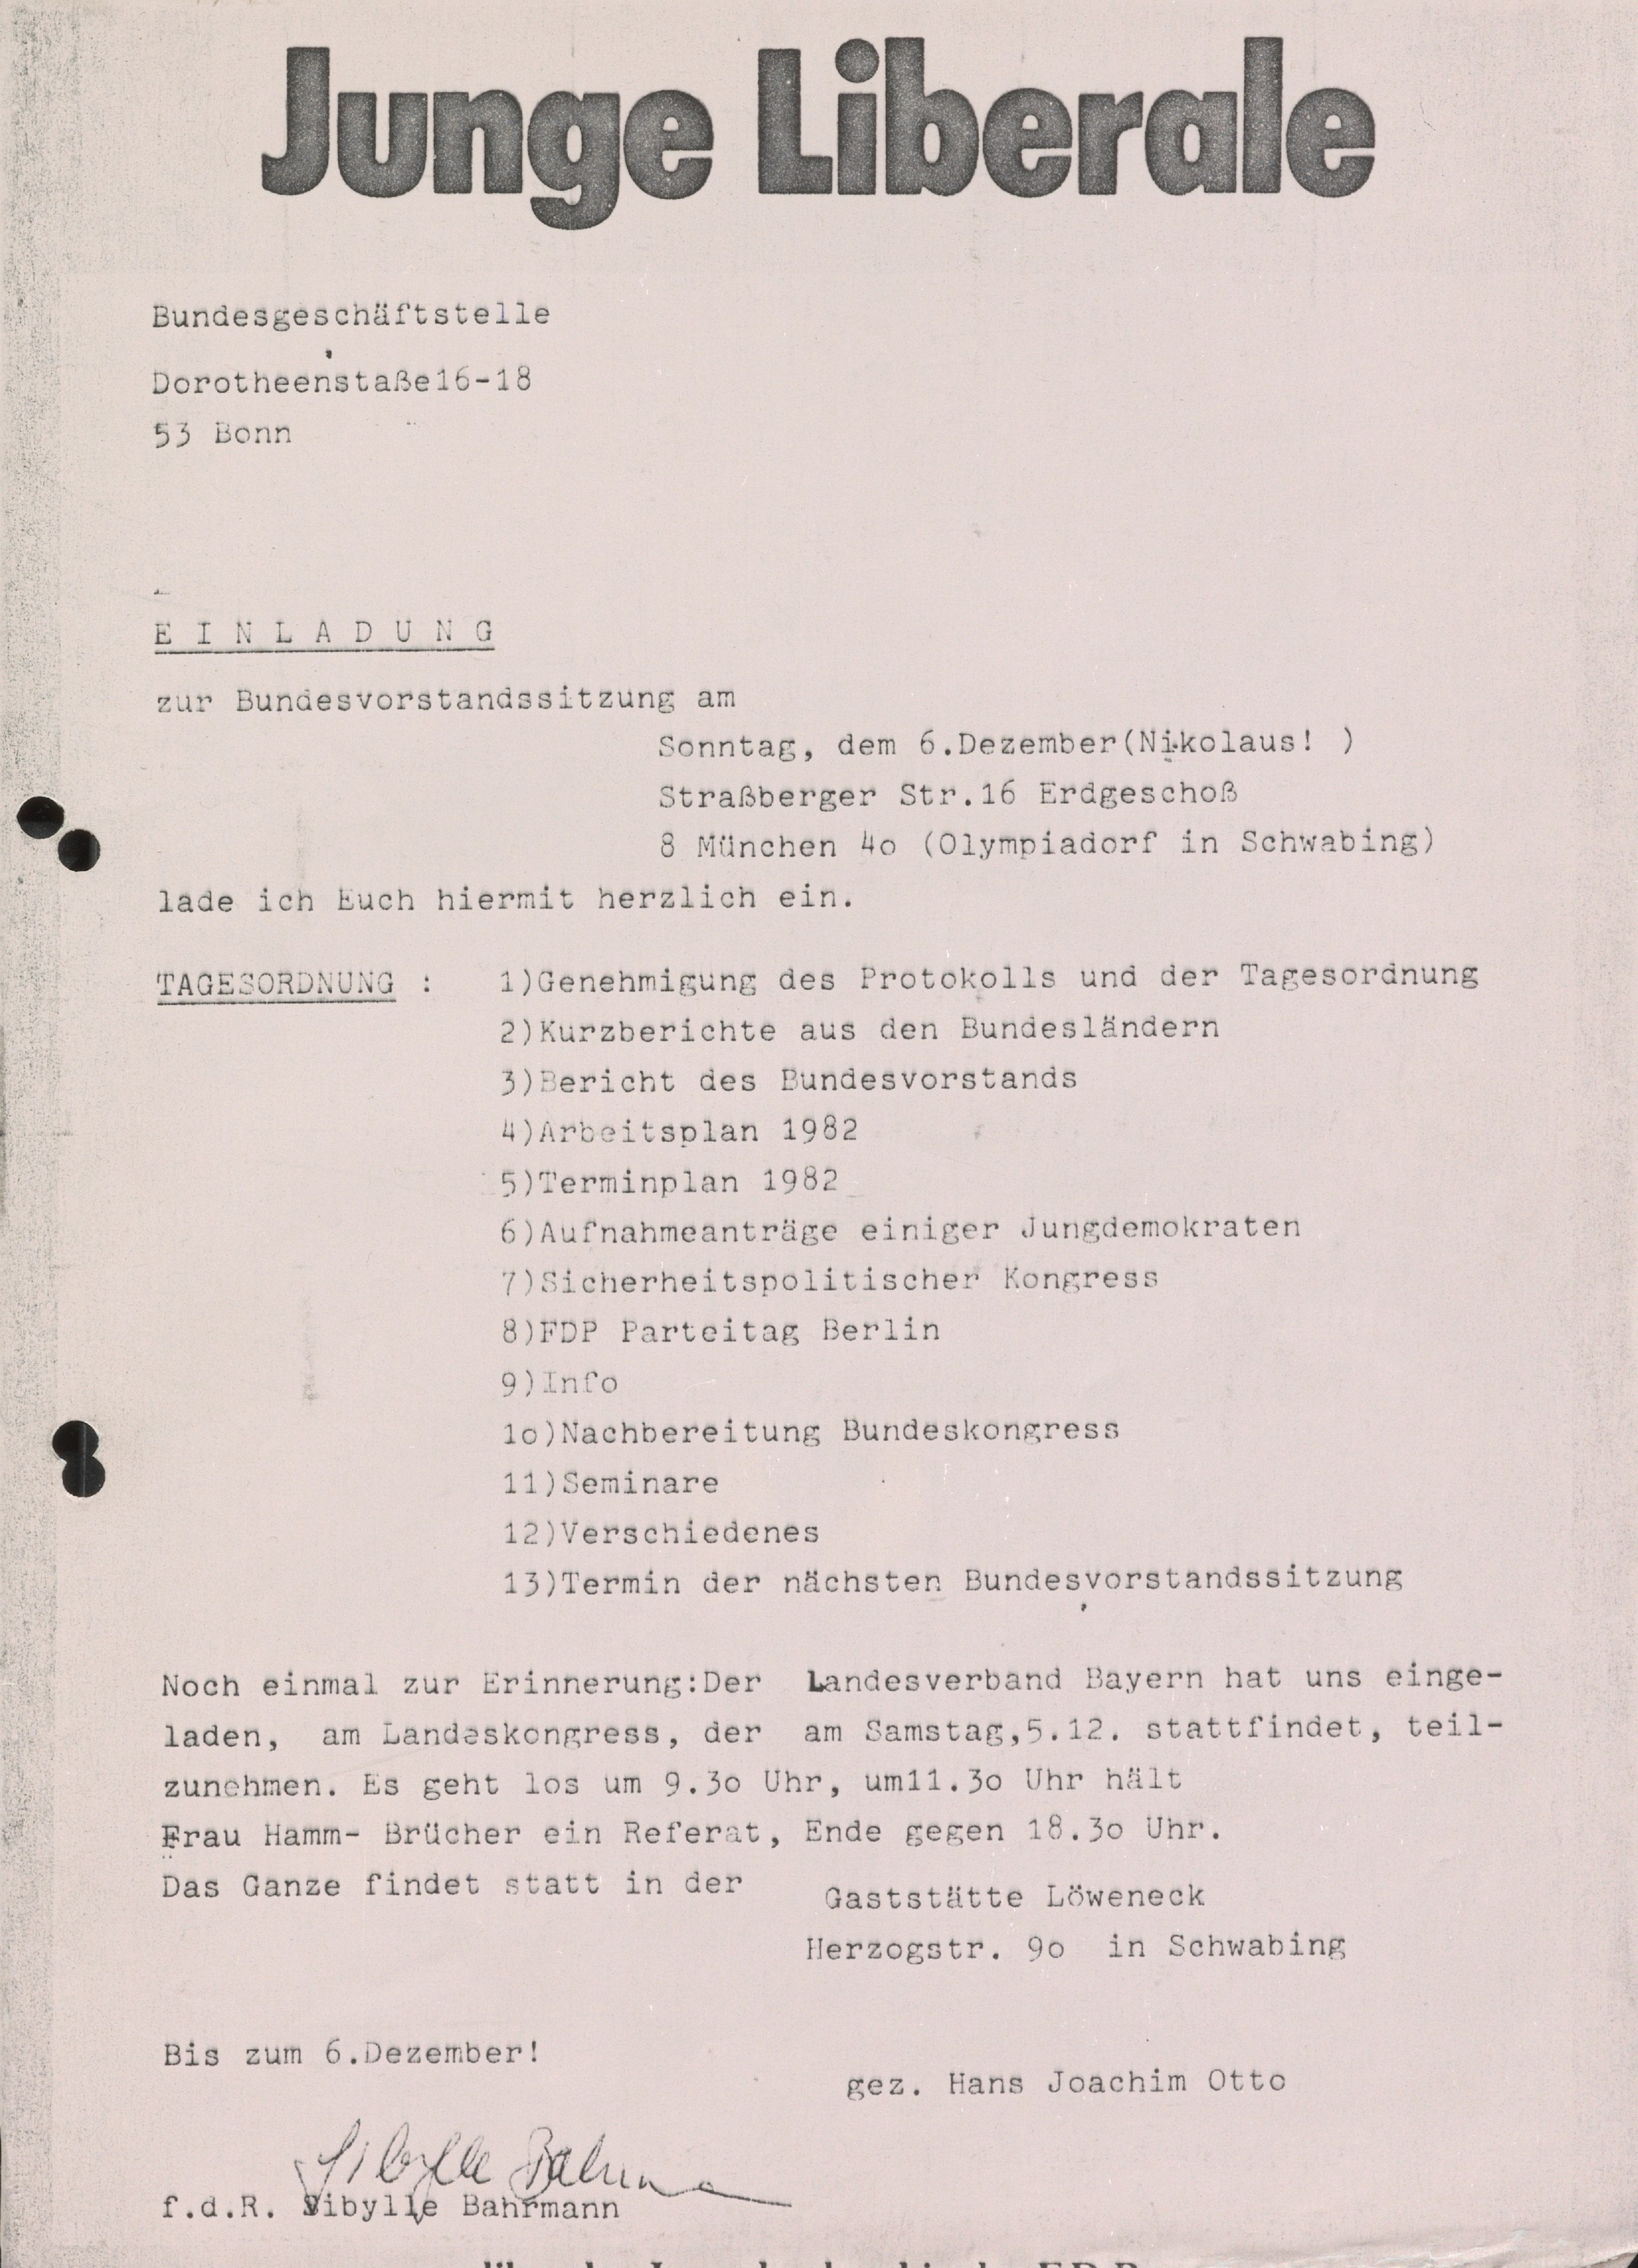 Junge Liberale
Bundesgeschäftstelle
Dorotheenstaße16-18
53 Bonn
E I N L A D U N G
zur Bundesvorstandssitzung am
Sonntag, dem 6.Dezember(Nikolaus! )
Straßberger Str.16 Erdgeschoß
8 München 4o (Olympiadorf in Schwabing)
lade ich Euch hiermit herzlich ein.
TAGESORDNUNG : 1)Genehmigung des Protokolls und der Tagesordnung
2)Kurzberichte aus den Bundesländern
3)Bericht des Bundesvorstands
4)Arbeitsplan 1982
5)Terminplan 1982
6)Aufnahmeanträge einiger Jungdemokraten
7)Sicherheitspolitischer Kongress
8)FDP Parteitag Berlin
9)Info
1o)Nachbereitung Bundeskongress
11)Seminare
12)Verschiedenes
13)Termin der nächsten Bundesvorstandssitzung
Noch einmal zur Erinnerung:Der Landesverband Bayern hat uns einge-
laden, am Landeskongress, der am Samstag,5.12. stattfindet, teil-
zunehmen. Es geht los um 9.3o Uhr, um11.3o Uhr hält
Frau Hamm- Brücher ein Referat, Ende gegen 18.3o Uhr.
Das Ganze findet statt in der
Gaststätte Löweneck
Herzogstr. 9o in Schwabing
Bis zum 6.Dezember!
gez. Hans Joachim Otto
Sibylle Bahrmann
f.d.R. Sibylle Bahrmann